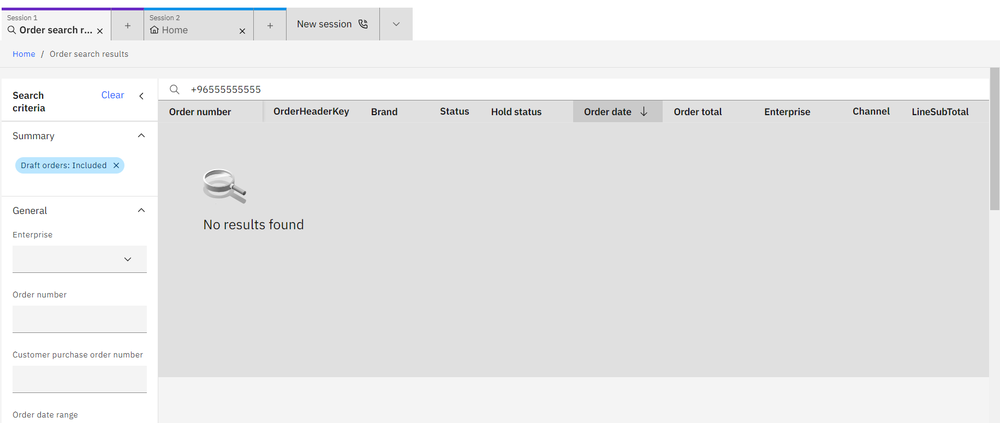 Session 1
Order search r...
Session 2
Home
New session
Home / Order search results
Search criteria
Clear
+96555555555
Order number OrderHeaderKey Brand Status Hold status Order date Order total Enterprise Channel LineSubTotal
Summary
Draft orders: Included
No results found
General
Enterprise
Order number
Customer purchase order number
Order date range